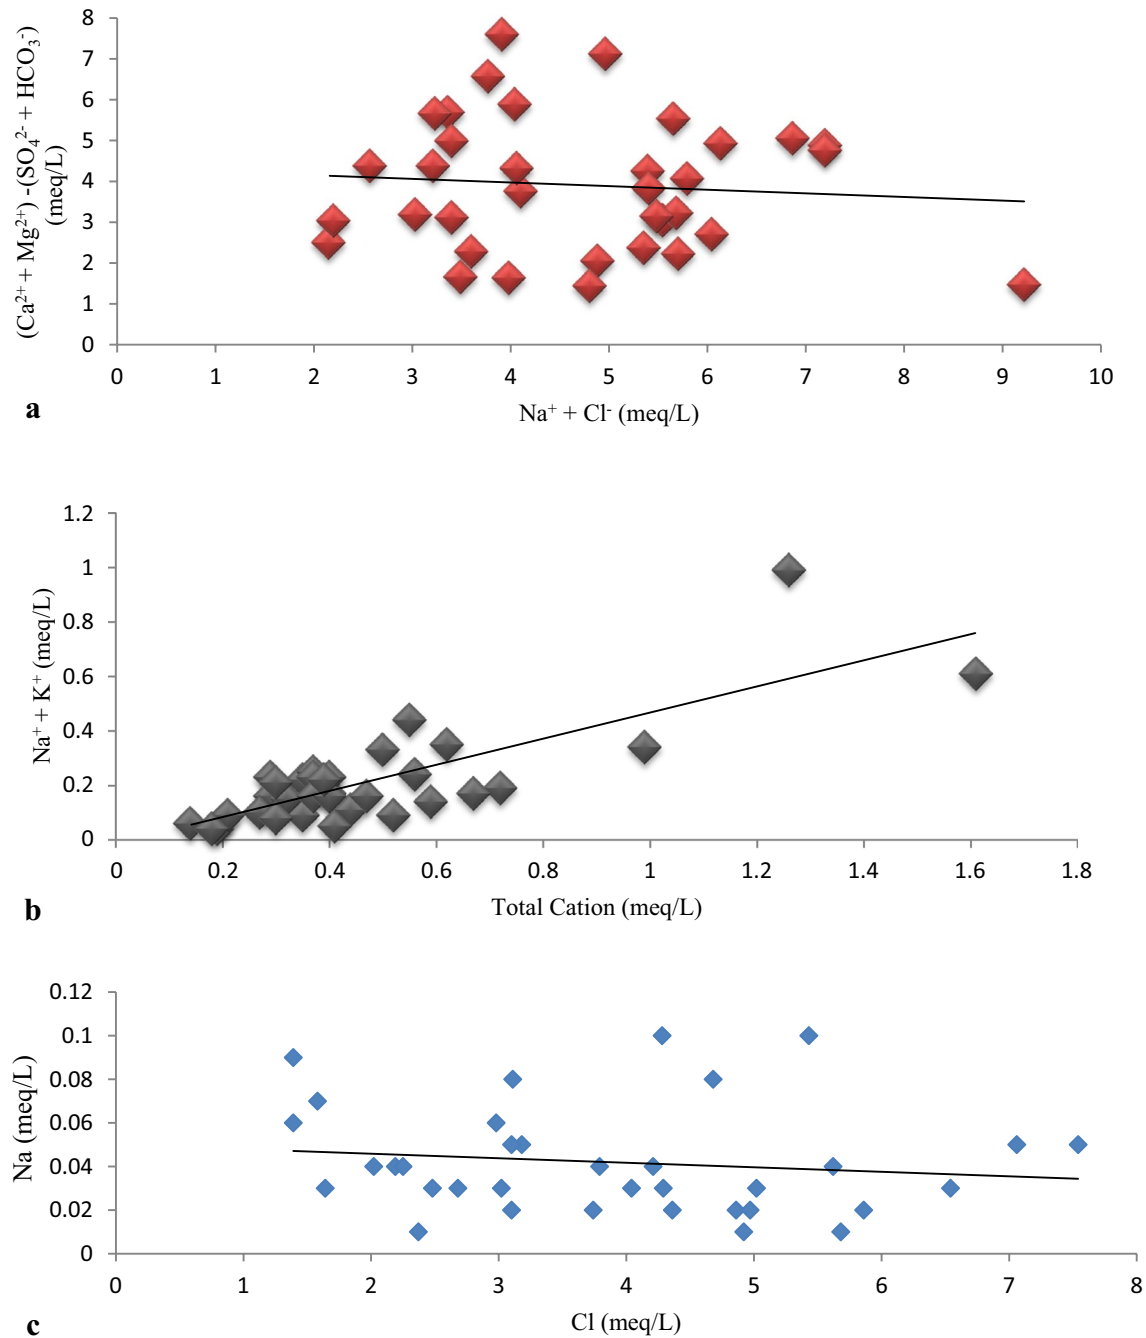 (Ca²⁺ + Mg²⁺) -(SO₄²⁻ + HCO₃⁻)
(meq/L)
8
7
6
5
4
3
2
1
0
0 1 2 3 4 5 6 7 8 9 10
Na⁺ + Cl⁻ (meq/L)
a
Na⁺ + K⁺ (meq/L)
1.2
1
0.8
0.6
0.4
0.2
0
0 0.2 0.4 0.6 0.8 1 1.2 1.4 1.6 1.8
Total Cation (meq/L)
b
Na (meq/L)
0.12
0.1
0.08
0.06
0.04
0.02
0
0 1 2 3 4 5 6 7 8
Cl (meq/L)
c